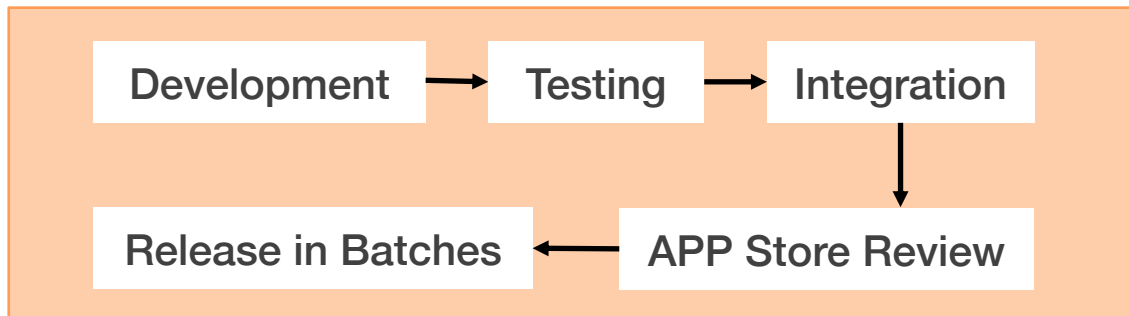 Development
Testing
Integration
APP Store Review
Release in Batches